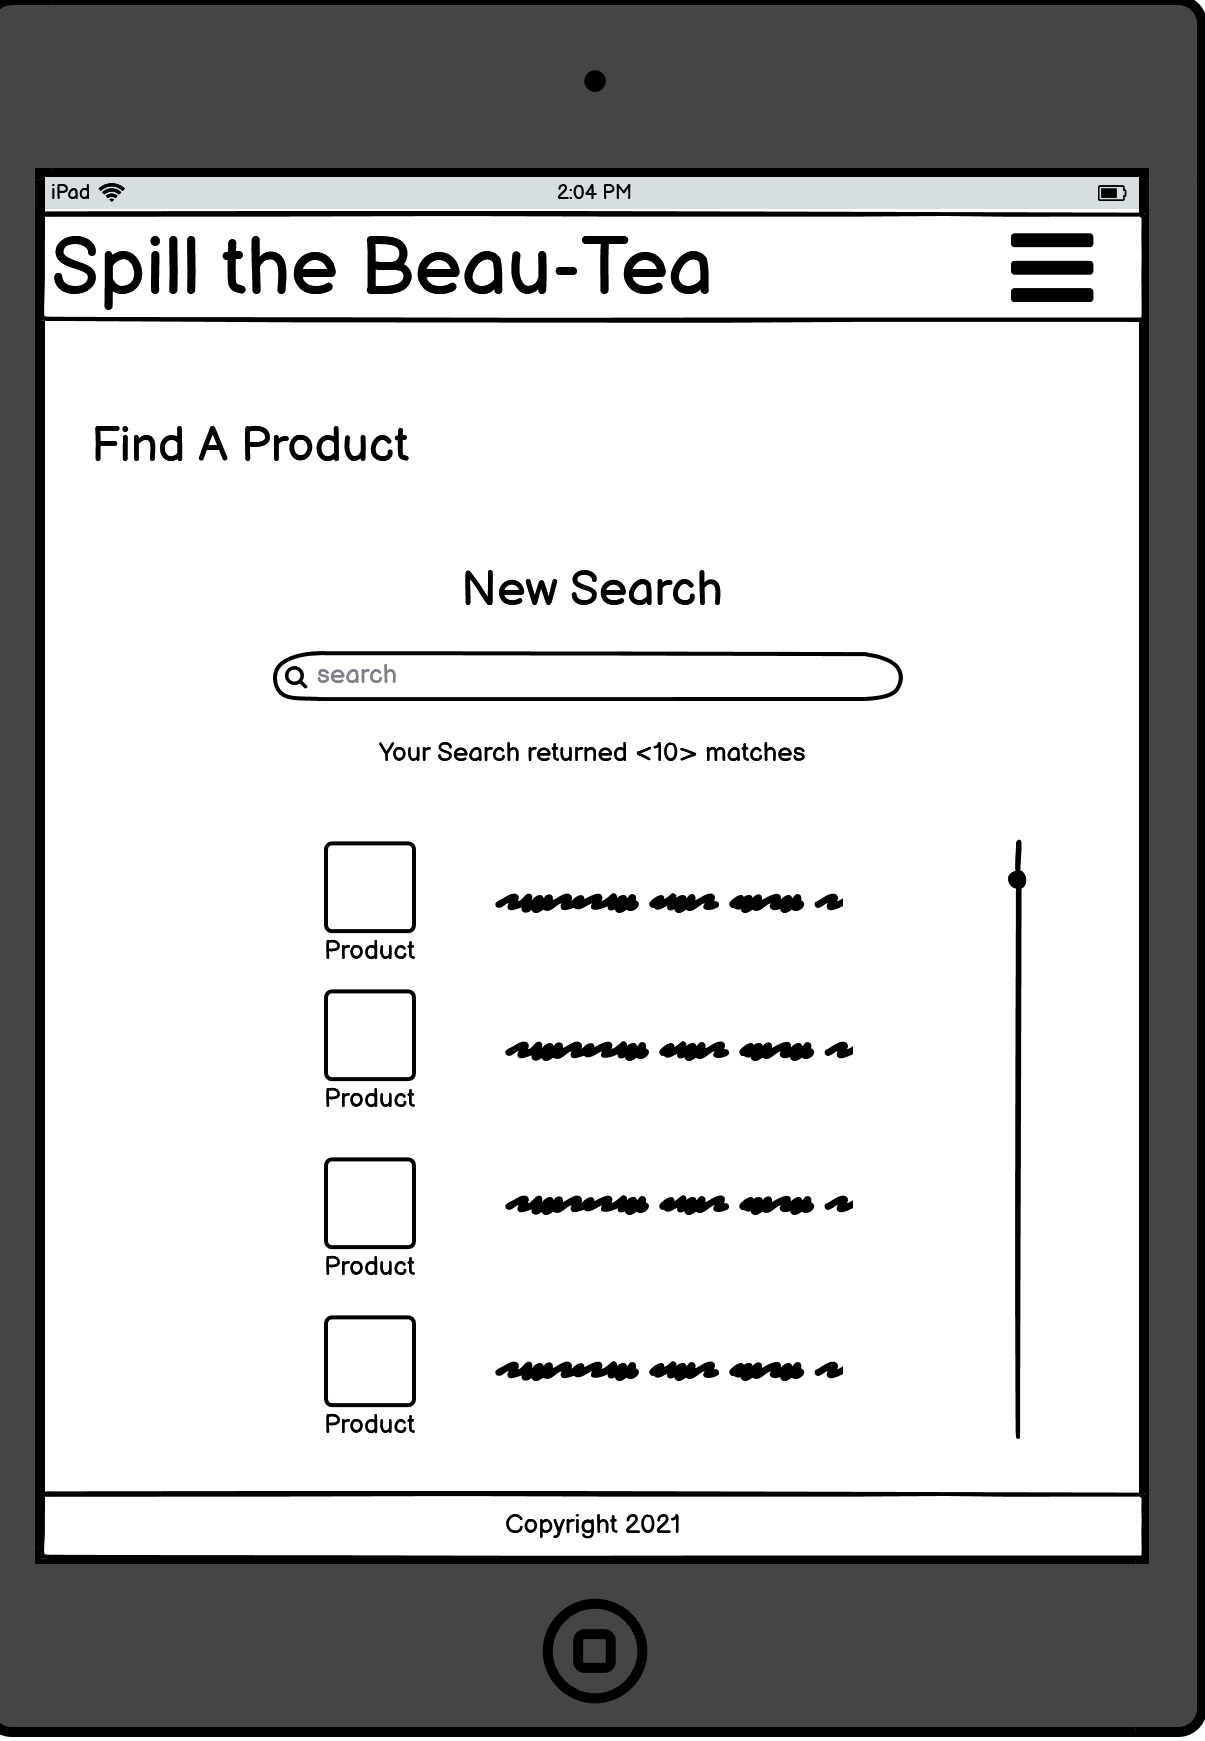 iPad 2:04 PM
Spill the Beau-Tea
Find A Product
New Search
search
Your Search returned <10> matches
Product
Product
Product
Product
Copyright 2021